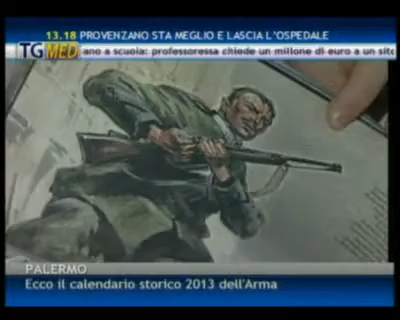 13.18 PROVENZANO STA MEGLIO E LASCIA L'OSPEDALE
TG MED
ano a scuola: professoressa chiede un milione di euro a un sito
PALERMO
Ecco il calendario storico 2013 dell'Arma